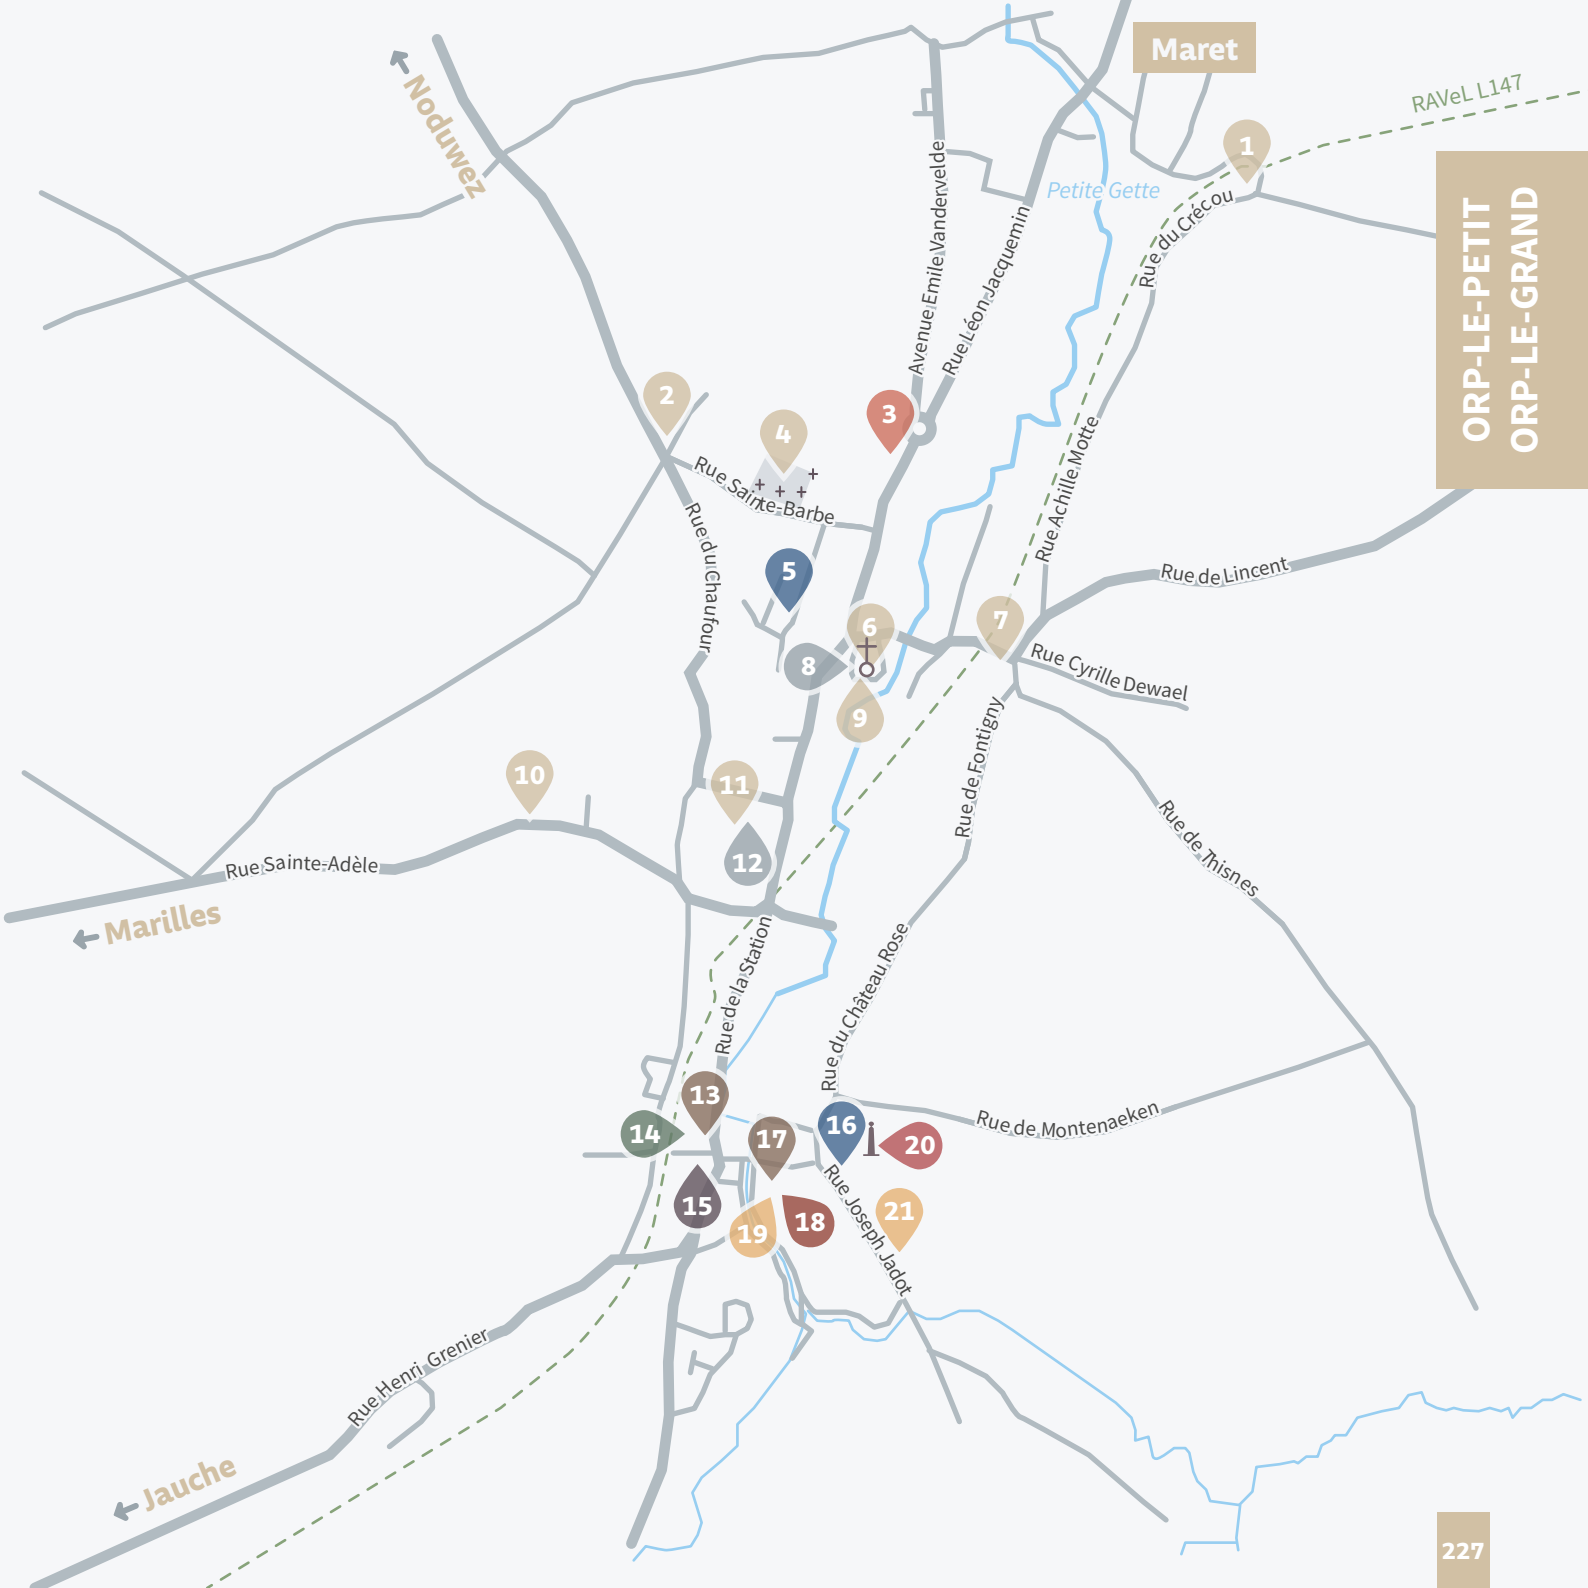 Maret
Noduwez
RAVeL L147
1
Petite Gette
ORP-LE-PETIT
ORP-LE-GRAND
Avenue Emile Vandervelde
Rue Léon Jacquemin
Rue du Crécou
2
3
4
Rue Sainte-Barbe
Rue du Chaufour
Rue Achille Motte
5
Rue de Lincent
6
7
8
Rue Cyrille Dewael
9
Rue de Fontigny
10
11
Rue de Thisnes
12
Rue Sainte-Adèle
Marilles
Rue de la Station
Rue du Château Rose
13
14
16
17
20
Rue de Montenaeken
15
18
19
21
Rue Joseph Jadot
Rue Henri Grenier
Jauche
227